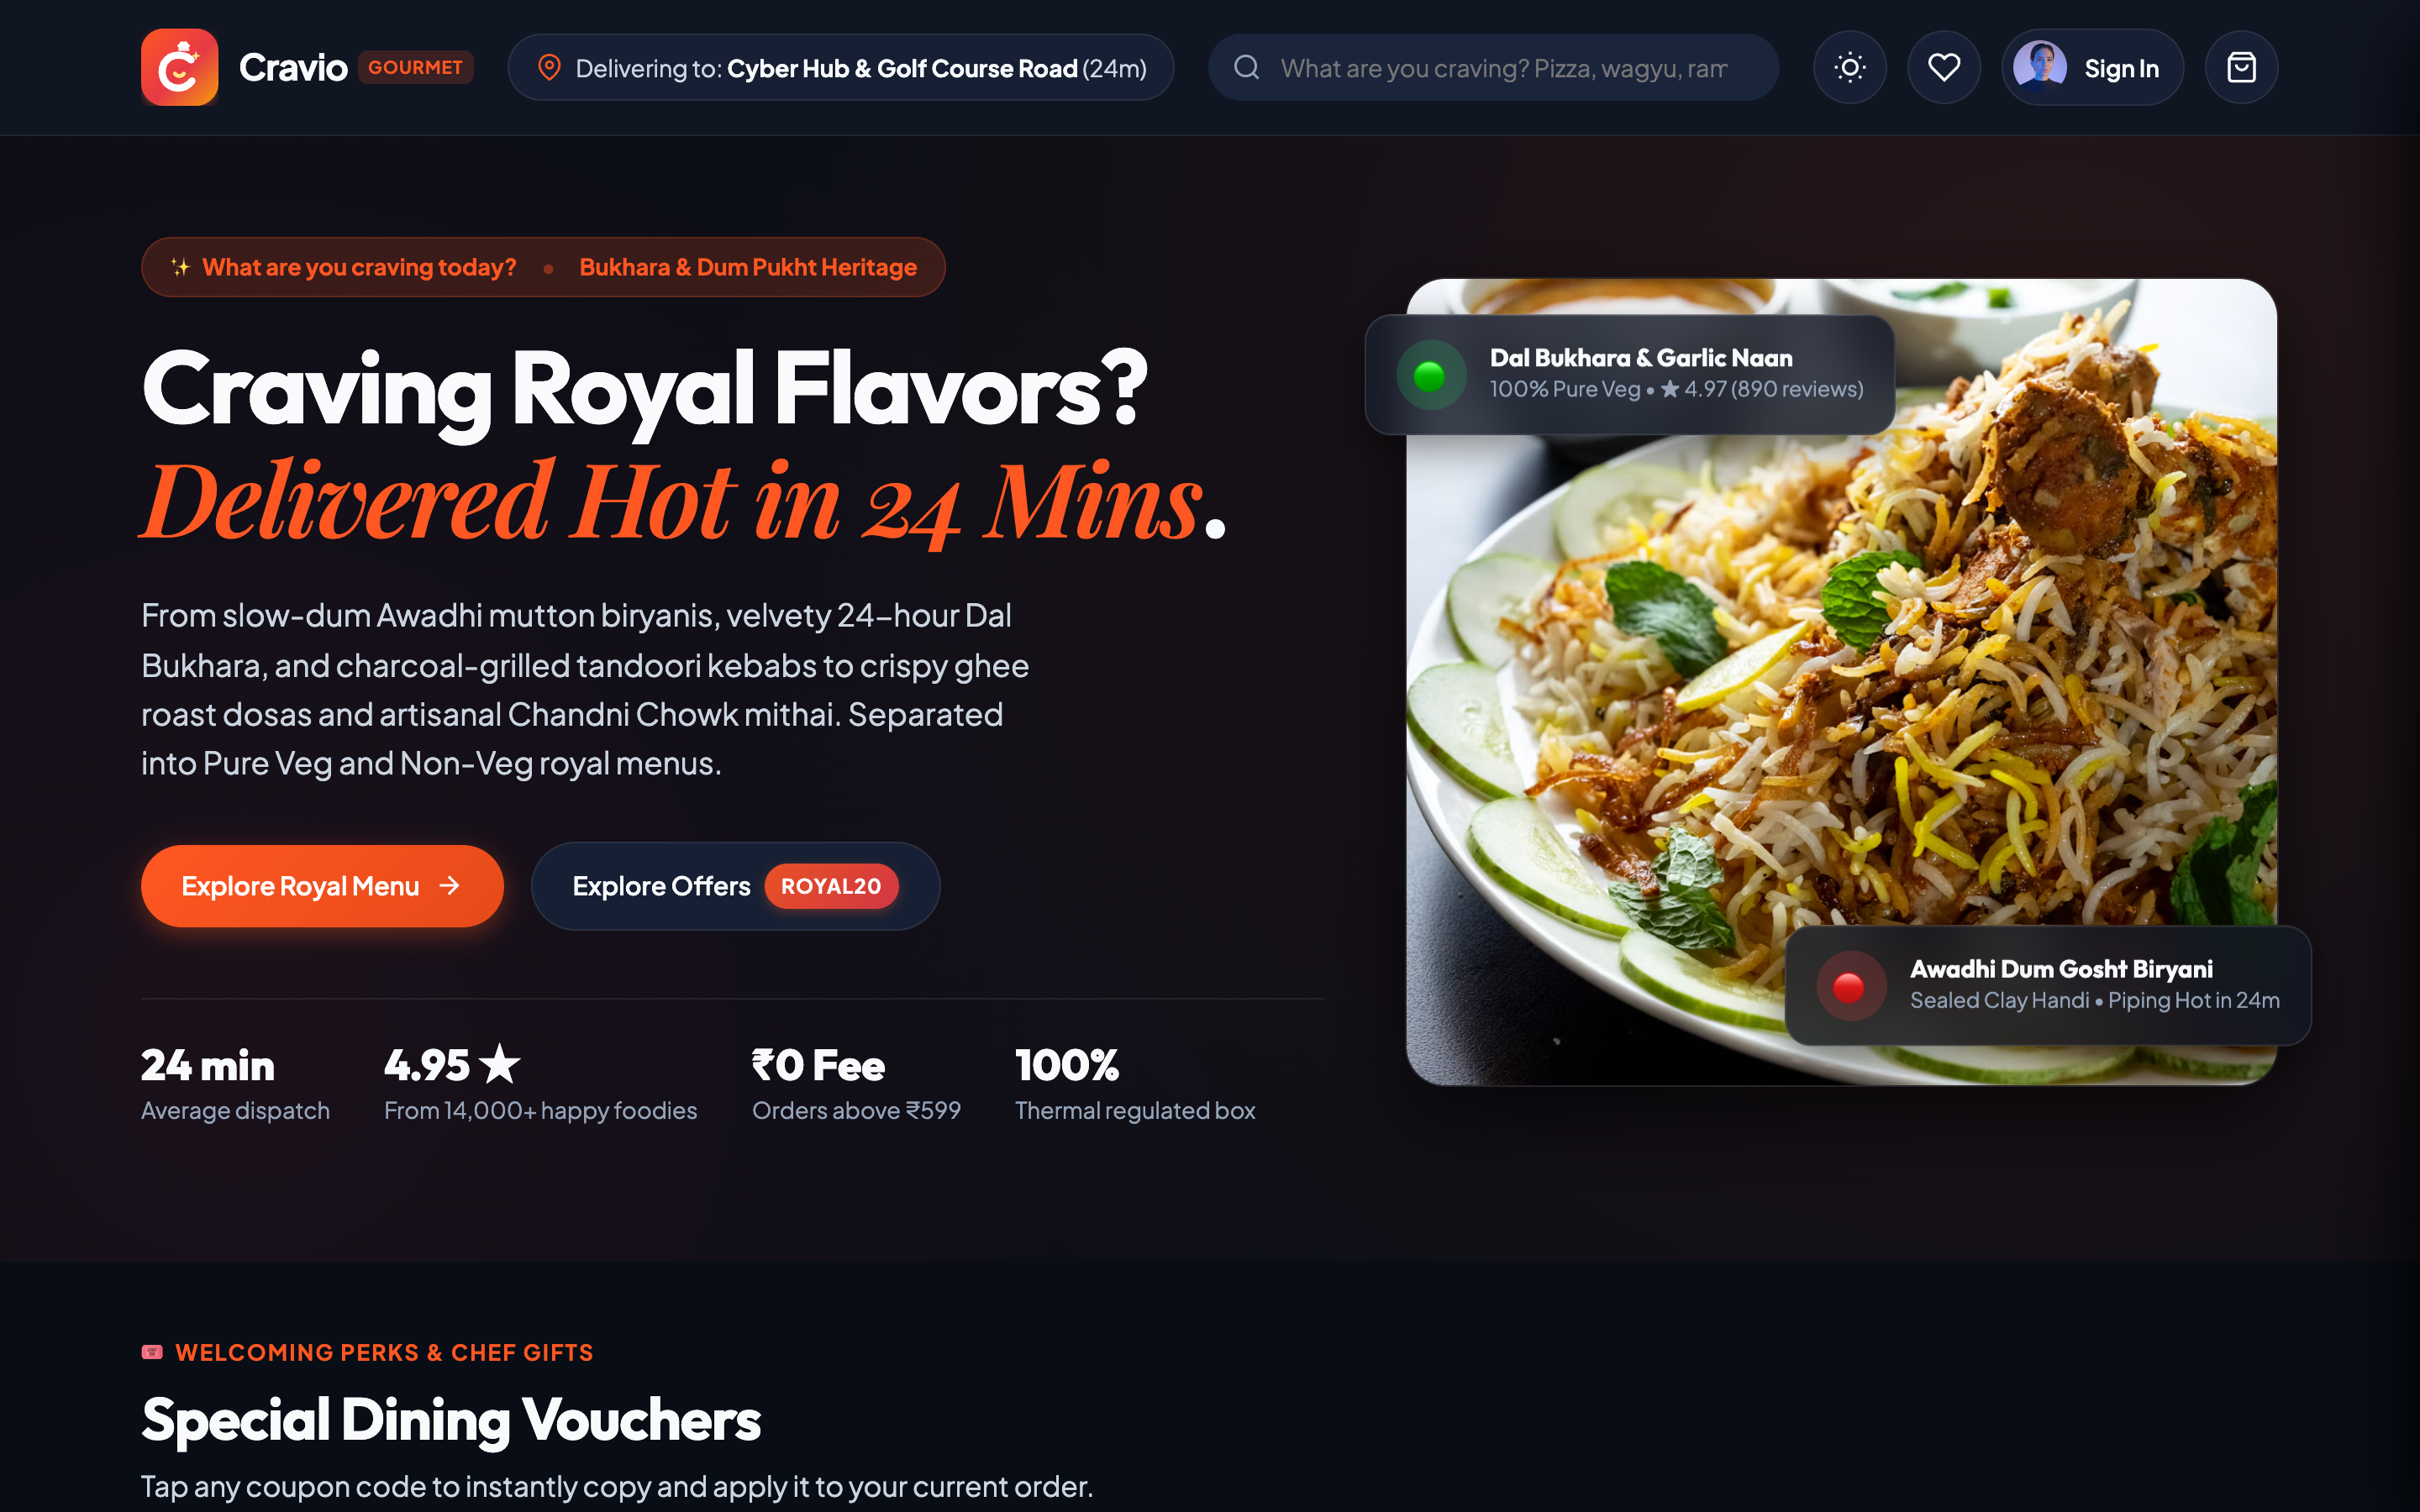 Cravio GOURMET
Delivering to: Cyber Hub & Golf Course Road (24m)
What are you craving? Pizza, wagyu, ram
Sign In
✨ What are you craving today? • Bukhara & Dum Pukht Heritage
Craving Royal Flavors?
Delivered Hot in 24 Mins.
From slow-dum Awadhi mutton biryanis, velvety 24-hour Dal
Bukhara, and charcoal-grilled tandoori kebabs to crispy ghee
roast dosas and artisanal Chandni Chowk mithai. Separated
into Pure Veg and Non-Veg royal menus.
Explore Royal Menu →
Explore Offers ROYAL20
24 min
Average dispatch
4.95 ★
From 14,000+ happy foodies
₹0 Fee
Orders above ₹599
100%
Thermal regulated box
Dal Bukhara & Garlic Naan
100% Pure Veg • ★ 4.97 (890 reviews)
Awadhi Dum Gosht Biryani
Sealed Clay Handi • Piping Hot in 24m
WELCOMING PERKS & CHEF GIFTS
Special Dining Vouchers
Tap any coupon code to instantly copy and apply it to your current order.